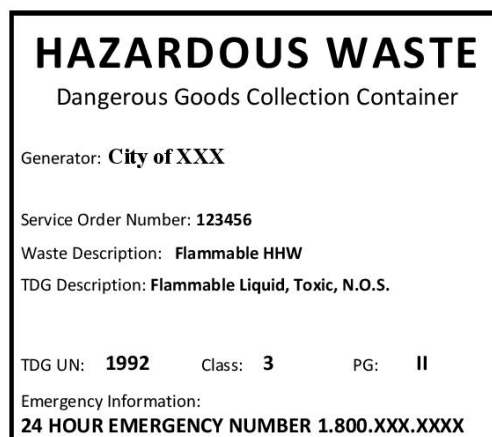 HAZARDOUS WASTE
Dangerous Goods Collection Container
Generator: City of XXX
Service Order Number: 123456
Waste Description: Flammable HHW
TDG Description: Flammable Liquid, Toxic, N.O.S.
TDG UN: 1992 Class: 3 PG: II
Emergency Information:
24 HOUR EMERGENCY NUMBER 1.800.XXX.XXXX